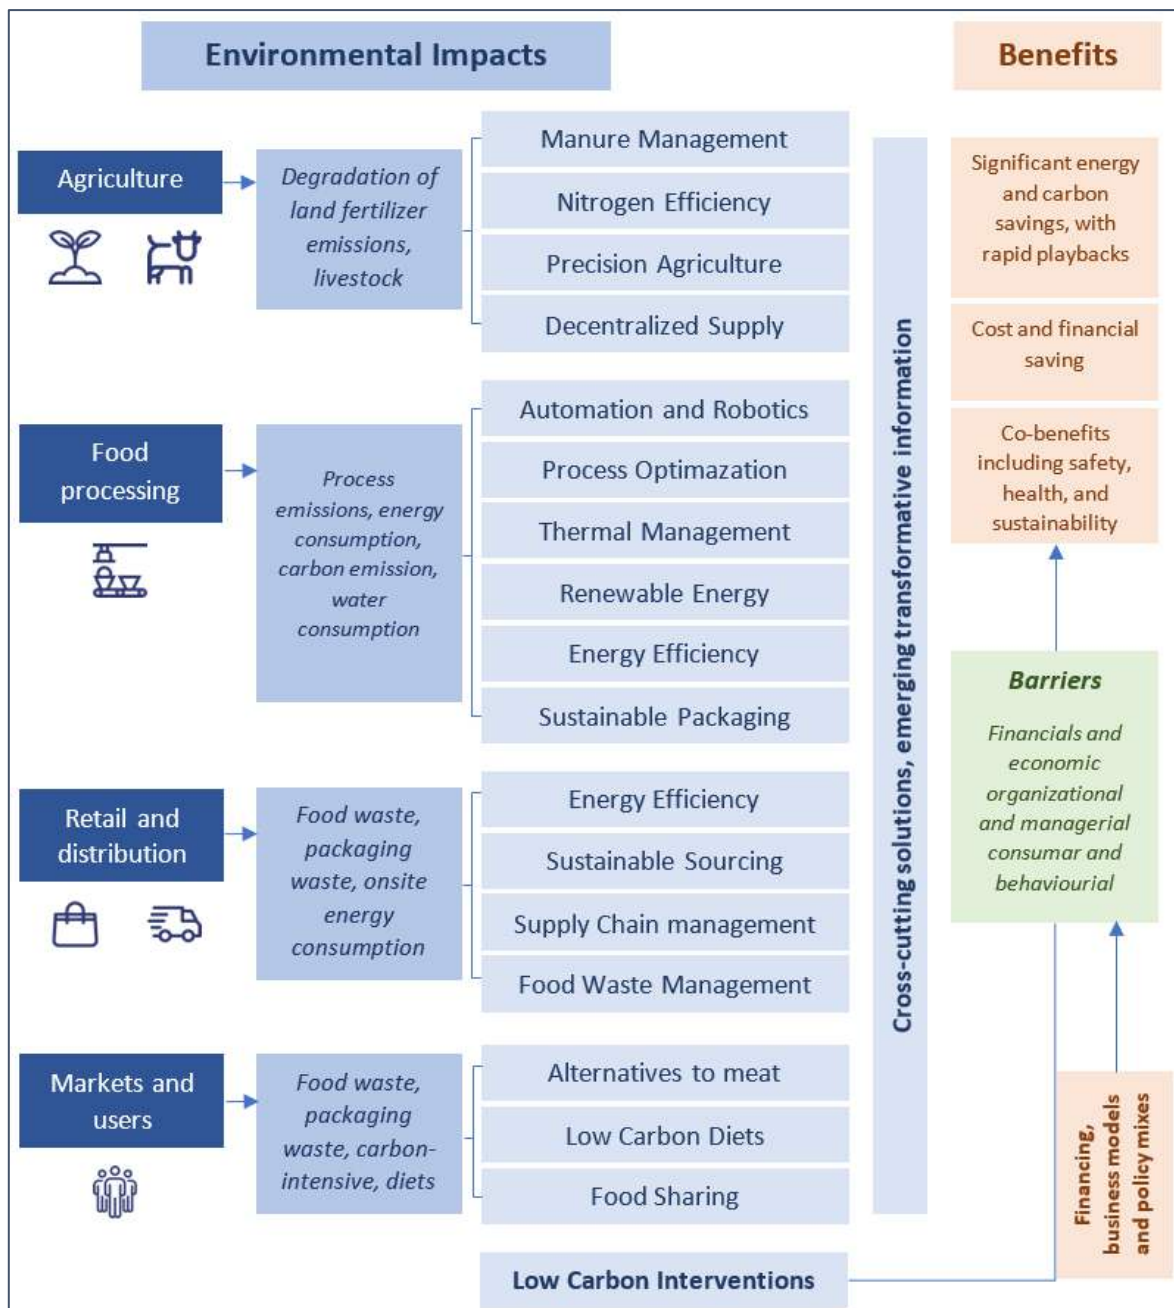 Environmental Impacts
Benefits
Agriculture
Degradation of
land fertilizer
emissions,
livestock
Manure Management
Nitrogen Efficiency
Precision Agriculture
Decentralized Supply
Food
processing
Process
emissions, energy
consumption,
carbon emission,
water
consumption
Automation and Robotics
Process Optimazation
Thermal Management
Renewable Energy
Energy Efficiency
Sustainable Packaging
Retail and
distribution
Food waste,
packaging
waste, onsite
energy
consumption
Energy Efficiency
Sustainable Sourcing
Supply Chain management
Food Waste Management
Markets and
users
Food waste,
packaging
waste, carbon-
intensive, diets
Alternatives to meat
Low Carbon Diets
Food Sharing
Low Carbon Interventions
Cross-cutting solutions, emerging transformative information
Significant energy
and carbon
savings, with
rapid playbacks
Cost and financial
saving
Co-benefits
including safety,
health, and
sustainability
Barriers
Financials and
economic
organizational
and managerial
consumar and
behaviourial
Financing,
business models
and policy mixes